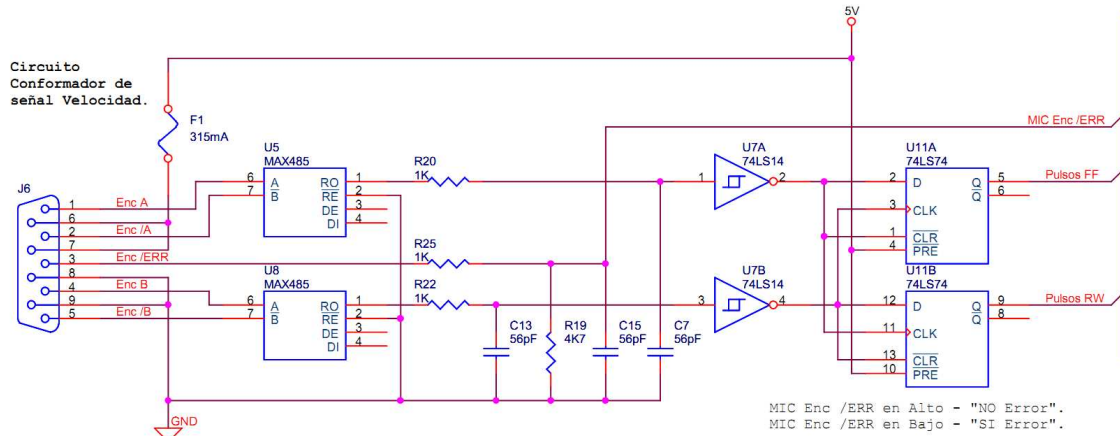 5V
Circuito
Conformador de
señal Velocidad.
F1
315mA
MIC Enc /ERR
U5
MAX485
R20
1K
U7A
74LS14
U11A
74LS74
J6
6 A RO 1
7 B RE 2
DE 3
DI 4
1 2
2 D Q 5
Pulsos FF
Q 6
3 CLK
1 CLR
4 PRE
1 Enc A
6
2 Enc /A
7
3 Enc /ERR
8
4 Enc B
9
5 Enc /B
R25
1K
U8
MAX485
R22
1K
U7B
74LS14
U11B
74LS74
6 A RO 1
7 B RE 2
DE 3
DI 4
3 4
12 D Q 9
Pulsos RW
Q 8
11 CLK
13 CLR
10 PRE
C13
56pF
R19
4K7
C15
56pF
C7
56pF
GND
MIC Enc /ERR en Alto - "NO Error".
MIC Enc /ERR en Bajo - "SI Error".